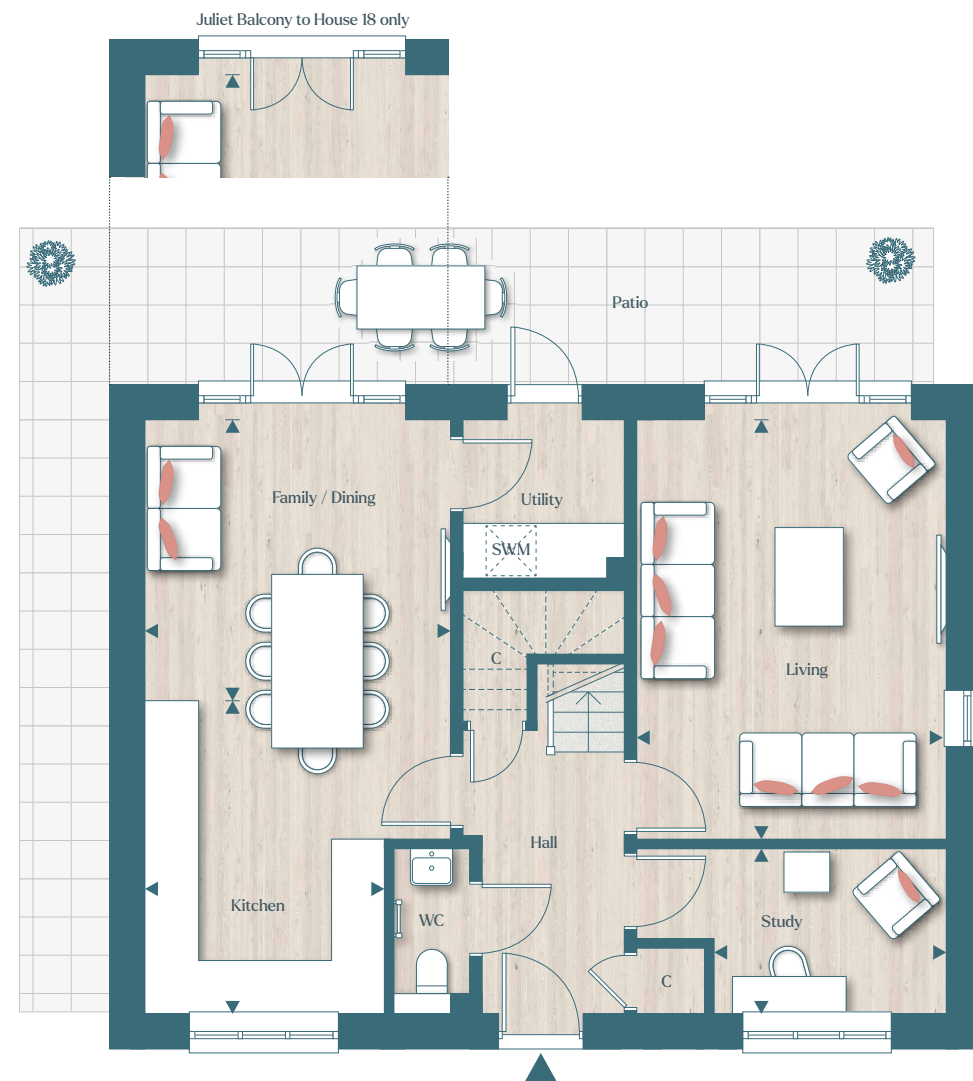 Juliet Balcony to House 18 only
Patio
Family / Dining
Utility
SWM
C
Living
Hall
Kitchen
WC
Study
C